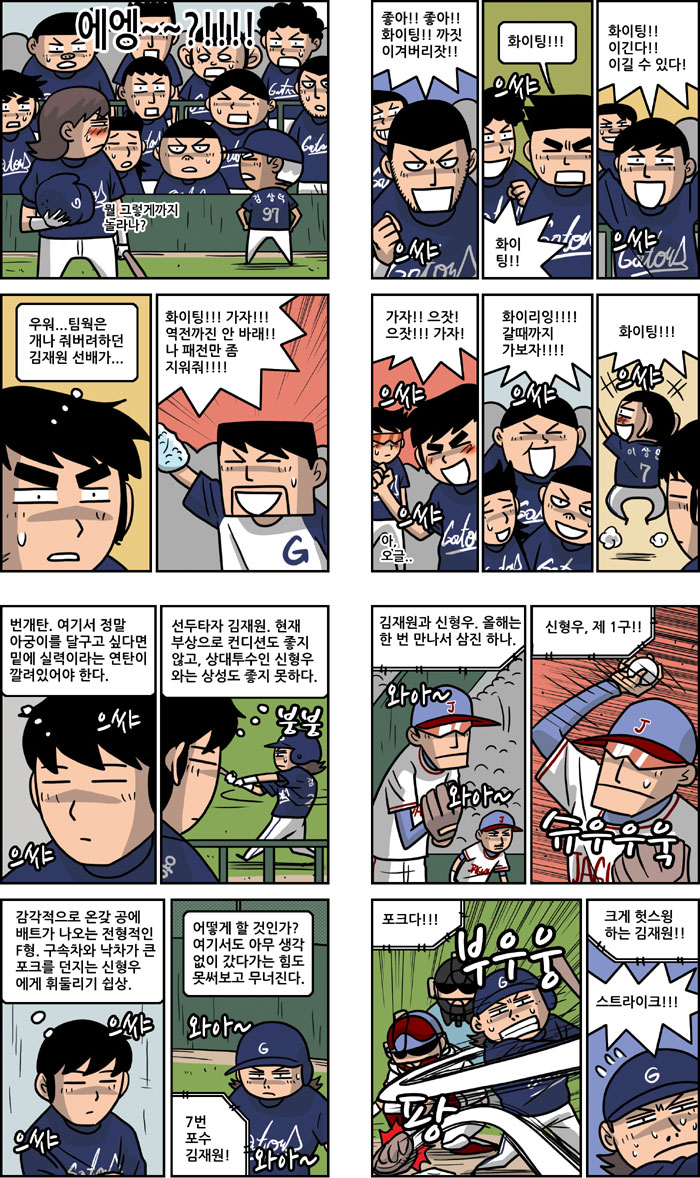 에엥~~?!!!!!
Gators
김상덕
97
뭘 그렇게까지
놀라나?
우워...팀웍은
개나 줘버려하던
김재원 선배가...
화이팅!!! 가자!!!
역전까진 안 바래!!
나 패전만 좀
지워줘!!!!
G
좋아!! 좋아!!
화이팅!! 까짓
이겨버리잣!!
으쌰
화이팅!!!
으쌰
화이
팅!!
화이팅!!
이긴다!!
이길 수 있다!
으쌰
Gators
가자!! 으잣!
으잣!!! 가자!
으쌰
으쌰
아,
오글..
Gators
화이리잉!!!!
갈때까지
가보자!!!!
으쌰
Gators
화이팅!!!
으쌰
7
번개탄. 여기서 정말
아궁이를 달구고 싶다면
밑에 실력이라는 연탄이
깔려있어야 한다.
으쌰
으쌰
선두타자 김재원. 현재
부상으로 컨디션도 좋지
않고, 상대투수인 신형우
와는 상성도 좋지 못하다.
붕붕
감각적으로 온갖 공에
배트가 나오는 전형적인
F형. 구속차와 낙차가 큰
포크를 던지는 신형우
에게 휘둘리기 쉽상.
으쌰
으쌰
Gators
어떻게 할 것인가?
여기서도 아무 생각
없이 갔다가는 힘도
못써보고 무너진다.
와아~
G
7번
포수
김재원!
Gators
와아~
김재원과 신형우. 올해는
한 번 만나서 삼진 하나.
와아~
J
와아~
신형우, 제 1구!!
J
슈우우욱
포크다!!!
부우웅
G
팡
크게 헛스윙
하는 김재원!!
스트라이크!!!
G